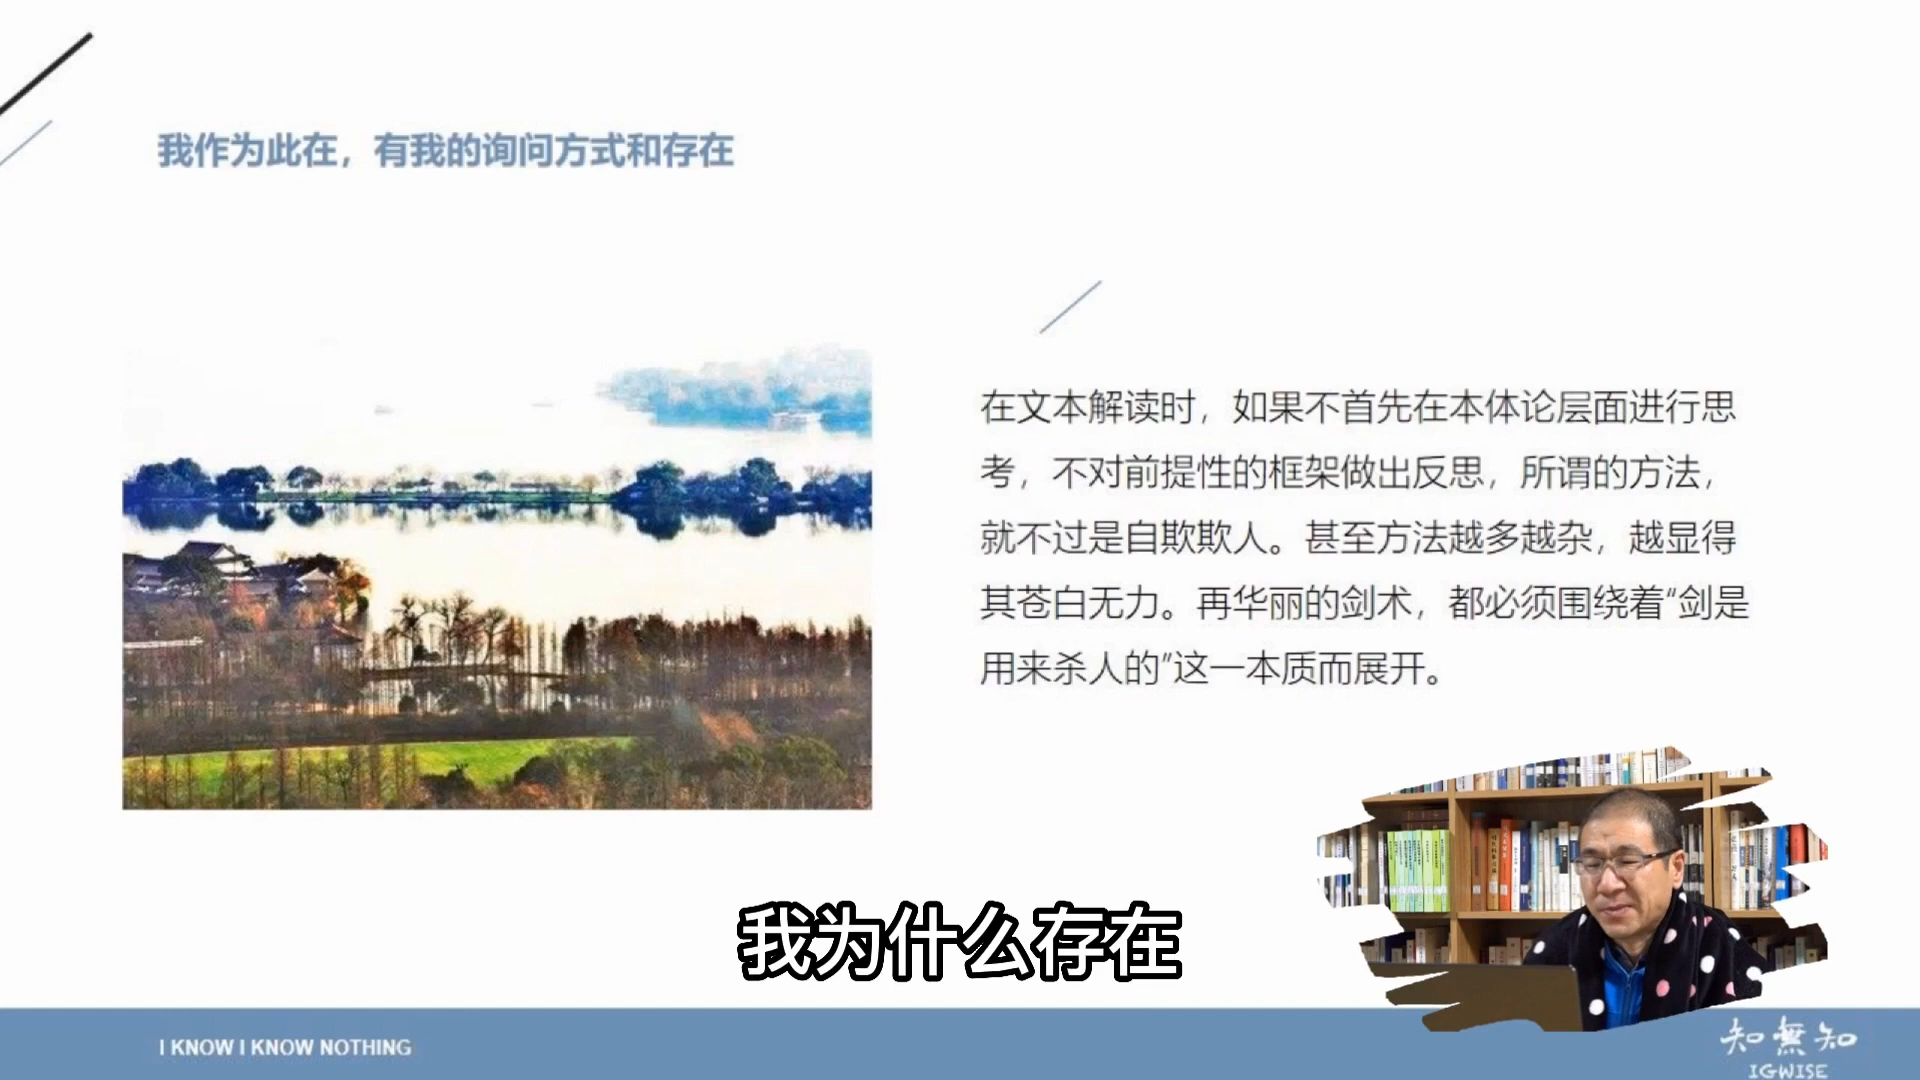 我作为此在，有我的询问方式和存在
在文本解读时，如果不首先在本体论层面进行思
考，不对前提性的框架做出反思，所谓的方法，
就不过是自欺欺人。甚至方法越多越杂，越显得
其苍白无力。再华丽的剑术，都必须围绕着“剑是
用来杀人的”这一本质而展开。
我为什么存在
I KNOW I KNOW NOTHING
知無知
IGWISE